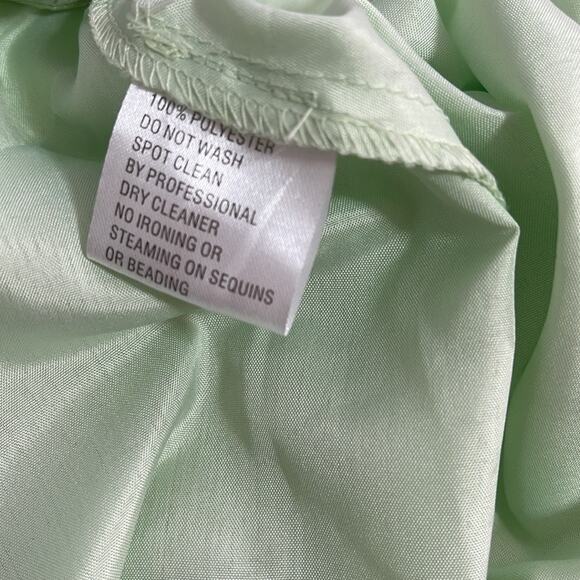 100% POLYESTER
DO NOT WASH
SPOT CLEAN
BY PROFESSIONAL
DRY CLEANER
NO IRONING OR
STEAMING ON SEQUINS
OR BEADING